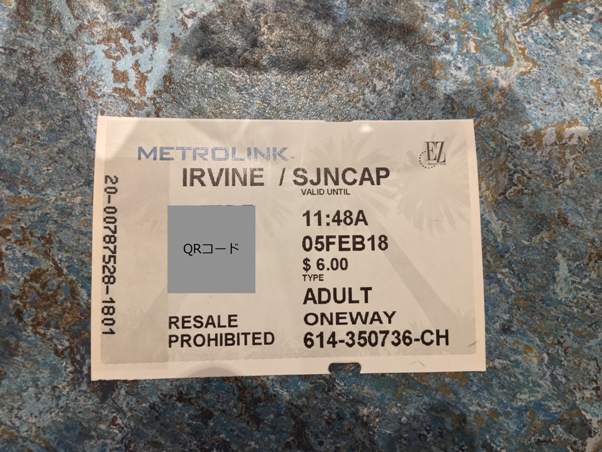 METROLINK
EZ
IRVINE / SJNCAP
VALID UNTIL
QRコード
11:48A
05FEB18
$ 6.00
TYPE
ADULT
RESALE PROHIBITED
ONEWAY
614-350736-CH
20-00787528-1801